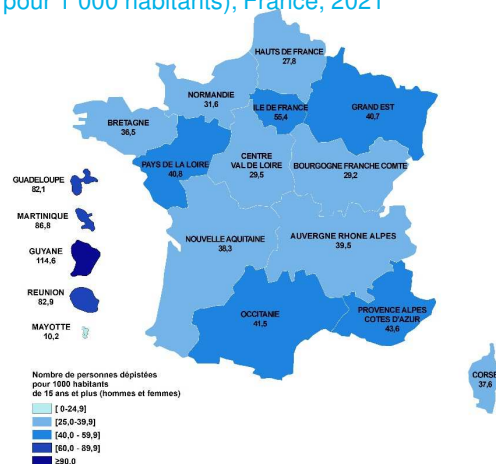 pour 1 000 habitants), France, 2021
HAUTS DE FRANCE
27,8
NORMANDIE
31,6
ILE DE FRANCE
55,4
GRAND EST
40,7
BRETAGNE
36,5
PAYS DE LA LOIRE
40,8
CENTRE
VAL DE LOIRE
29,5
BOURGOGNE FRANCHE COMTE
29,2
GUADELOUPE
82,1
MARTINIQUE
86,8
GUYANE
114,6
REUNION
82,9
MAYOTTE
10,2
NOUVELLE AQUITAINE
38,3
AUVERGNE RHONE ALPES
39,5
OCCITANIE
41,5
PROVENCE ALPES
COTES D'AZUR
43,6
CORSE
37,6
Nombre de personnes dépistées
pour 1000 habitants
de 15 ans et plus (hommes et femmes)
[ 0-24,9]
[25,0-39,9]
[40,0 - 59,9]
[60,0 - 89,9]
≥90,0